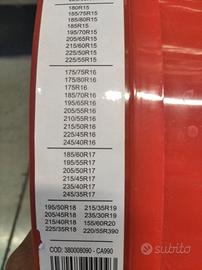 180R15
185/75R15
185/80R15
185R15
195/70R15
205/65R15
215/60R15
225/50R15
225/55R15
175/75R16
175/80R16
175R16
185/70R16
195/65R16
205/55R16
210/55R16
215/50R16
225/45R16
245/40R16
185/60R17
195/55R17
205/50R17
215/45R17
235/40R17
245/35R17
195/50R18 215/35R19
205/45R18 235/30R19
215/40R18 155/60R20
225/35R18 220/55R390
COD: 380008090 - CA990
subito